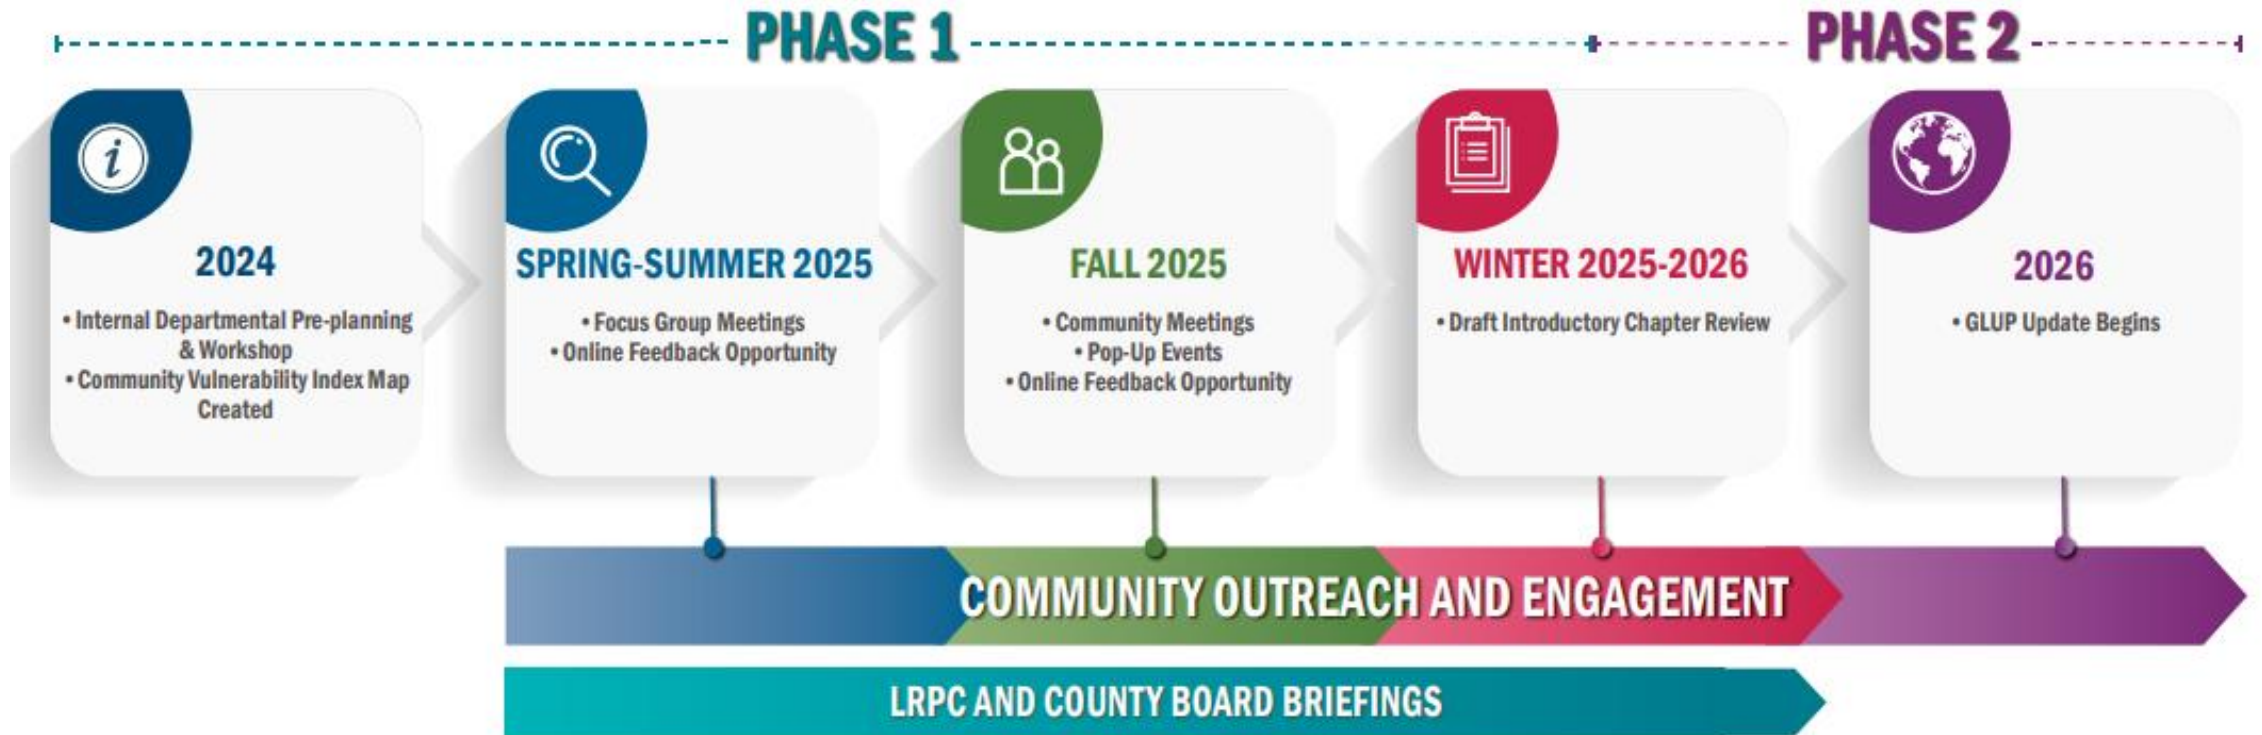 PHASE 1
PHASE 2
i
2024
• Internal Departmental Pre-planning
& Workshop
• Community Vulnerability Index Map
Created
SPRING-SUMMER 2025
• Focus Group Meetings
• Online Feedback Opportunity
FALL 2025
• Community Meetings
• Pop-Up Events
• Online Feedback Opportunity
WINTER 2025-2026
• Draft Introductory Chapter Review
2026
• GLUP Update Begins
COMMUNITY OUTREACH AND ENGAGEMENT
LRPC AND COUNTY BOARD BRIEFINGS